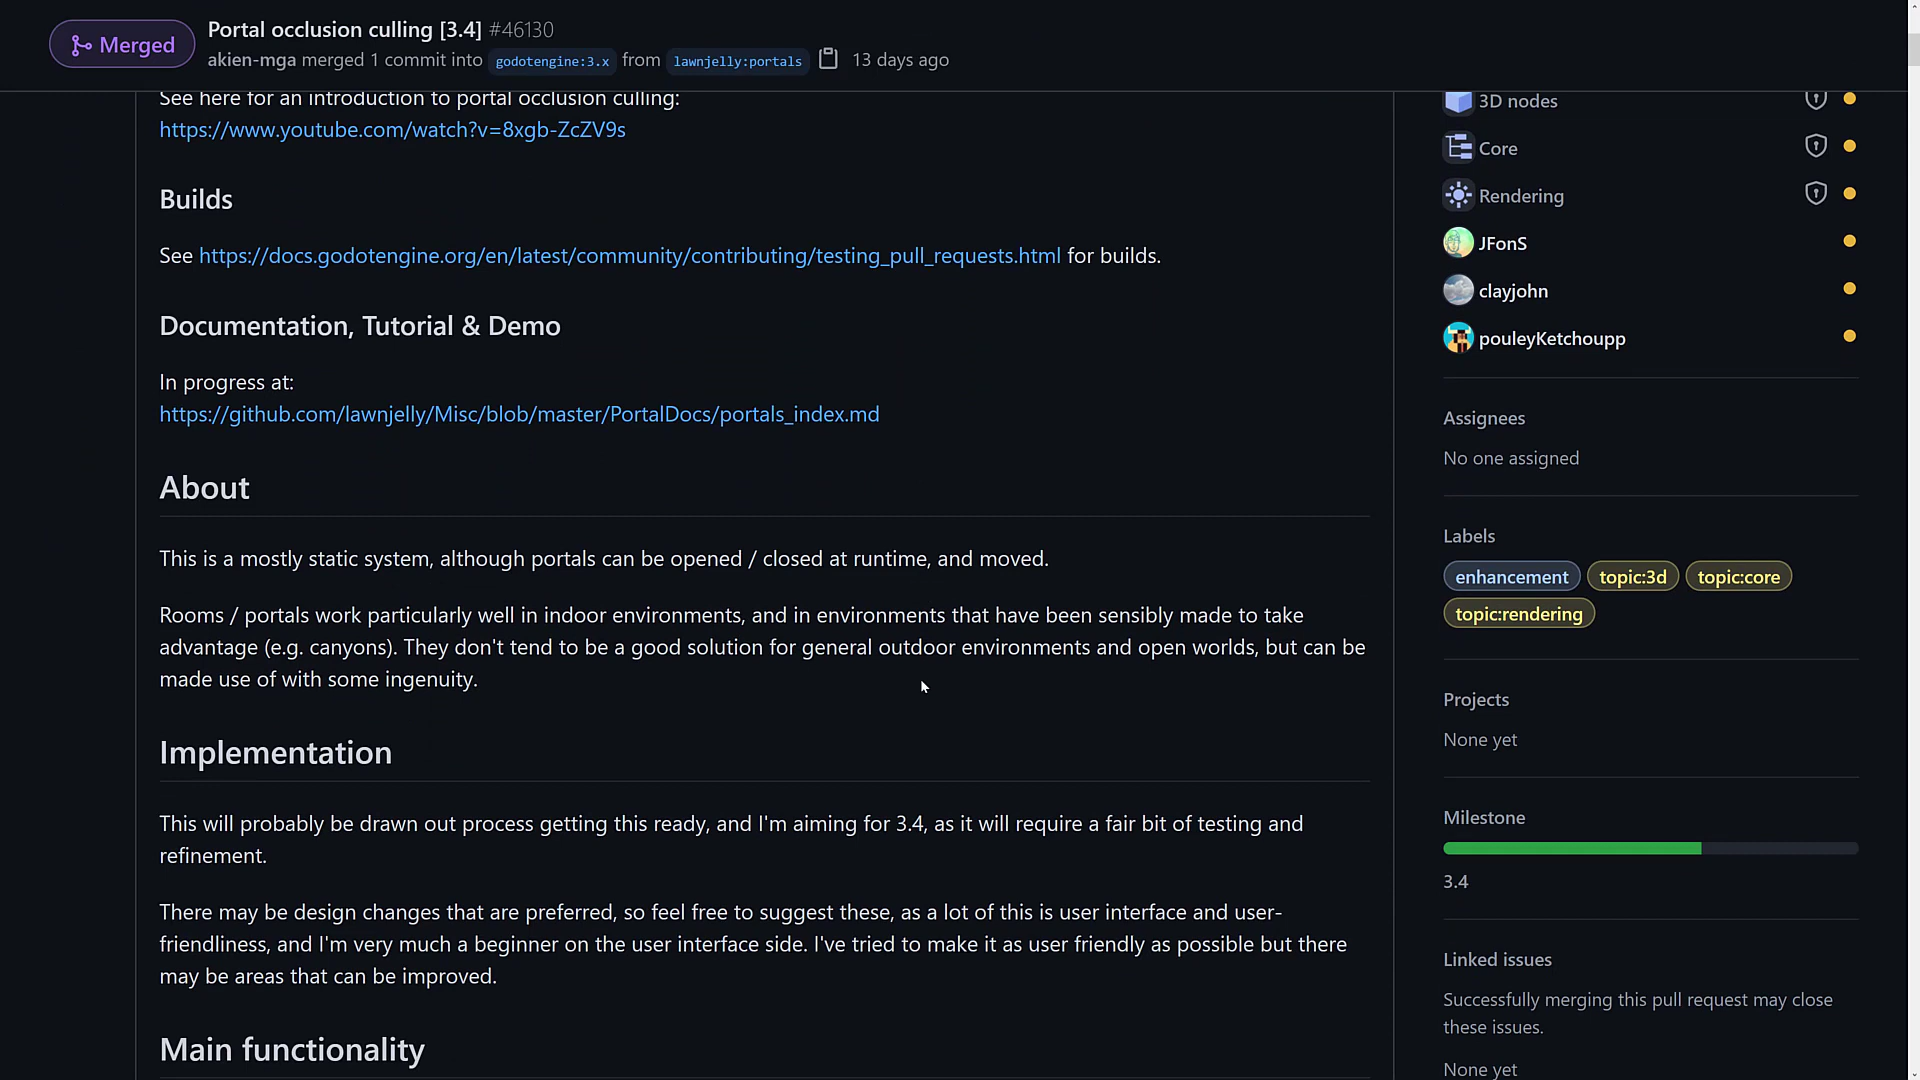 Merged
Portal occlusion culling [3.4] #46130
akien-mga merged 1 commit into godotengine:3.x from lawnjelly:portals 13 days ago
See here for an introduction to portal occlusion culling:
https://www.youtube.com/watch?v=8xgb-ZcZV9s
Builds
See https://docs.godotengine.org/en/latest/community/contributing/testing_pull_requests.html for builds.
Documentation, Tutorial & Demo
In progress at:
https://github.com/lawnjelly/Misc/blob/master/PortalDocs/portals_index.md
About
This is a mostly static system, although portals can be opened / closed at runtime, and moved.
Rooms / portals work particularly well in indoor environments, and in environments that have been sensibly made to take
advantage (e.g. canyons). They don't tend to be a good solution for general outdoor environments and open worlds, but can be
made use of with some ingenuity.
Implementation
This will probably be drawn out process getting this ready, and I'm aiming for 3.4, as it will require a fair bit of testing and
refinement.
There may be design changes that are preferred, so feel free to suggest these, as a lot of this is user interface and user-
friendliness, and I'm very much a beginner on the user interface side. I've tried to make it as user friendly as possible but there
may be areas that can be improved.
Main functionality
3D nodes
Core
Rendering
JFonS
clayjohn
pouleyKetchoupp
Assignees
No one assigned
Labels
enhancement topic:3d topic:core
topic:rendering
Projects
None yet
Milestone
3.4
Linked issues
Successfully merging this pull request may close
these issues.
None yet